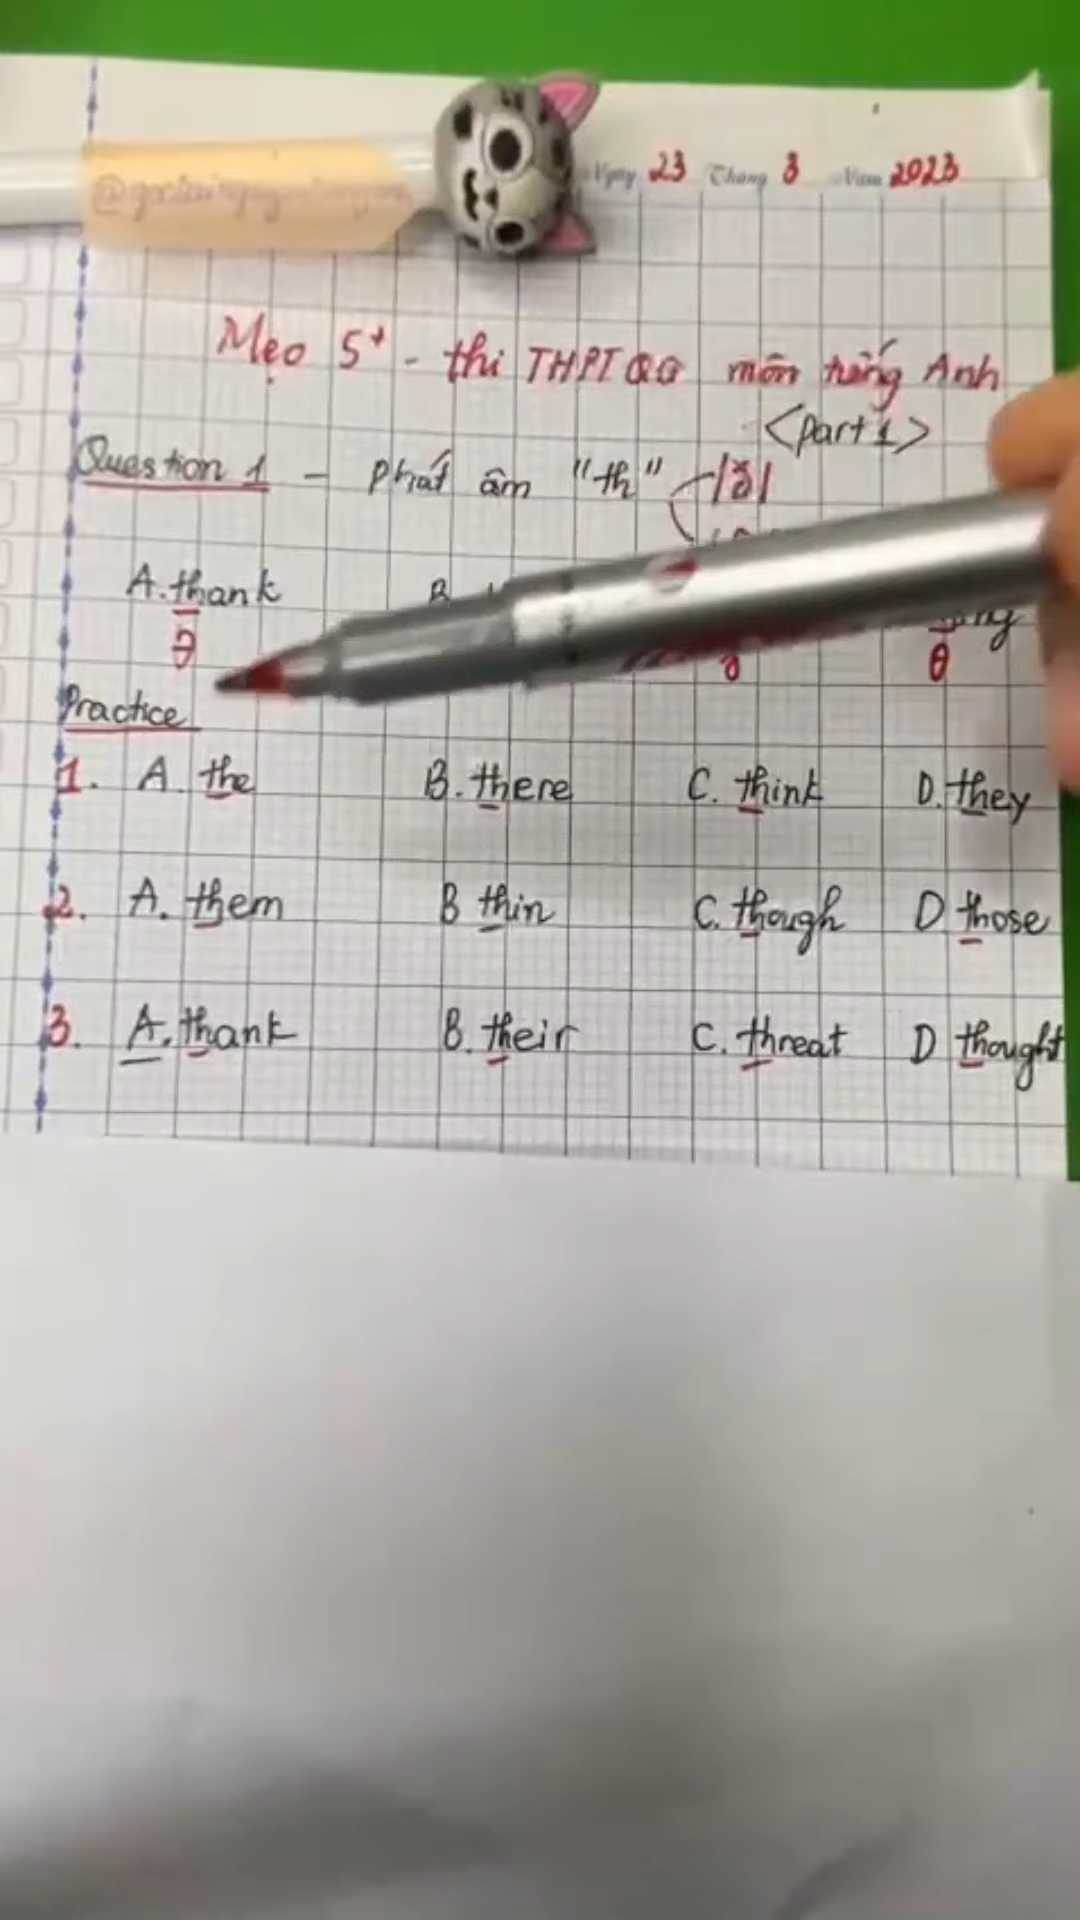 Ngày 23 Tháng 3 Năm 2023
Mẹo 5+ - thi THPT QG môn tiếng Anh
<Part 1>
Question 1 - Phát âm "th" /ð/
A. thank B.
θ ð θ
Practice
1. A. the B. there C. think D. they
2. A. them B thin C. though D those
3. A. thank B. their C. threat D thought